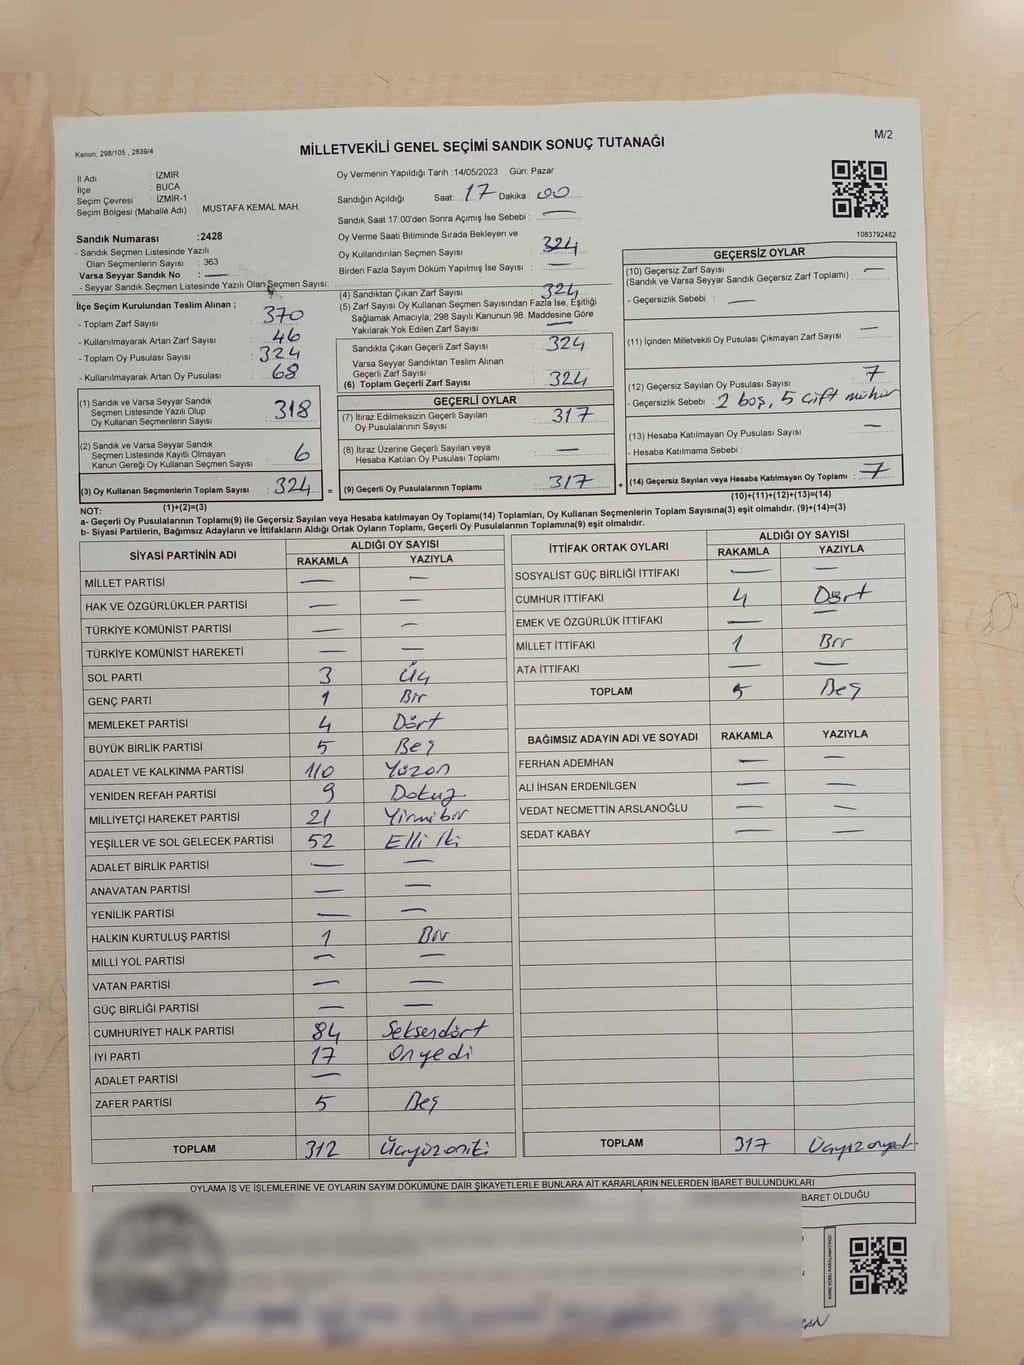 Kanun, 298/105 , 2839/4
MİLLETVEKİLİ GENEL SEÇİMİ SANDIK SONUÇ TUTANAĞI
M/2
İl Adı : İZMİR
İlçe : BUCA
Seçim Çevresi : İZMİR-1
Seçim Bölgesi (Mahalle Adı) : MUSTAFA KEMAL MAH.
Sandık Numarası :2428
- Sandık Seçmen Listesinde Yazılı
Olan Seçmenlerin Sayısı : 363
Varsa Seyyar Sandık No : —
- Seyyar Sandık Seçmen Listesinde Yazılı Olan Seçmen Sayısı:
Oy Vermenin Yapıldığı Tarih :14/05/2023 Gün: Pazar
Sandığın Açıldığı Saat: 17 Dakika: 00
Sandık Saat 17:00'den Sonra Açımış İse Sebebi : —
Oy Verme Saati Bitiminde Sırada Bekleyen ve
Oy Kullandırılan Seçmen Sayısı : 324
Birden Fazla Sayım Döküm Yapılmış İse Sayısı : —
1083792482
İlçe Seçim Kurulundan Teslim Alınan ;
- Toplam Zarf Sayısı : 370
- Kullanılmayarak Artan Zarf Sayısı : 46
- Toplam Oy Pusulası Sayısı : 324
- Kullanılmayarak Artan Oy Pusulası : 68
(4) Sandıktan Çıkan Zarf Sayısı : 324
(5) Zarf Sayısı Oy Kullanan Seçmen Sayısından Fazla İse, Eşitliği
Sağlamak Amacıyla; 298 Sayılı Kanunun 98. Maddesine Göre
Yakılarak Yok Edilen Zarf Sayısı : —
Sandıkta Çıkan Geçerli Zarf Sayısı : 324
Varsa Seyyar Sandıktan Teslim Alınan
Geçerli Zarf Sayısı :
(6) Toplam Geçerli Zarf Sayısı : 324
(1) Sandık ve Varsa Seyyar Sandık
Seçmen Listesinde Yazılı Olup
Oy Kullanan Seçmenlerin Sayısı : 318
(2) Sandık ve Varsa Seyyar Sandık
Seçmen Listesinde Kayıtlı Olmayan
Kanun Gereği Oy Kullanan Seçmen Sayısı : 6
(3) Oy Kullanan Seçmenlerin Toplam Sayısı : 324 =
(1)+(2)=(3)
GEÇERLİ OYLAR
(7) İtiraz Edilmeksizin Geçerli Sayılan
Oy Pusulalarının Sayısı : 317
(8) İtiraz Üzerine Geçerli Sayılan veya
Hesaba Katılan Oy Pusulası Toplamı : —
(9) Geçerli Oy Pusulalarının Toplamı : 317 +
GEÇERSİZ OYLAR
(10) Geçersiz Zarf Sayısı
(Sandık ve Varsa Seyyar Sandık Geçersiz Zarf Toplamı) : —
- Geçersizlik Sebebi : —
(11) İçinden Milletvekili Oy Pusulası Çıkmayan Zarf Sayısı : —
(12) Geçersiz Sayılan Oy Pusulası Sayısı : 7
- Geçersizlik Sebebi : 2 boş, 5 çift mühür
(13) Hesaba Katılmayan Oy Pusulası Sayısı : —
- Hesaba Katılmama Sebebi :
(14) Geçersiz Sayılan veya Hesaba Katılmayan Oy Toplamı : 7
(10)+(11)+(12)+(13)=(14)
NOT:
a- Geçerli Oy Pusulalarının Toplamı(9) ile Geçersiz Sayılan veya Hesaba katılmayan Oy Toplamı(14) Toplamları, Oy Kullanan Seçmenlerin Toplam Sayısına(3) eşit olmalıdır. (9)+(14)=(3)
b- Siyasi Partilerin, Bağımsız Adayların ve İttifakların Aldığı Ortak Oyların Toplamı, Geçerli Oy Pusulalarının Toplamına(9) eşit olmalıdır.
SİYASİ PARTİNİN ADI ALDIĞI OY SAYISI
RAKAMLA YAZIYLA
MİLLET PARTİSİ — —
HAK VE ÖZGÜRLÜKLER PARTİSİ — —
TÜRKİYE KOMÜNİST PARTİSİ — —
TÜRKİYE KOMÜNİST HAREKETİ — —
SOL PARTİ 3 Üç
GENÇ PARTİ 1 Bir
MEMLEKET PARTİSİ 4 Dört
BÜYÜK BİRLİK PARTİSİ 5 Beş
ADALET VE KALKINMA PARTİSİ 110 Yüzon
YENİDEN REFAH PARTİSİ 9 Dokuz
MİLLİYETÇİ HAREKET PARTİSİ 21 Yirmibir
YEŞİLLER VE SOL GELECEK PARTİSİ 52 Elli İki
ADALET BİRLİK PARTİSİ — —
ANAVATAN PARTİSİ — —
YENİLİK PARTİSİ — —
HALKIN KURTULUŞ PARTİSİ 1 Bir
MİLLİ YOL PARTİSİ — —
VATAN PARTİSİ — —
GÜÇ BİRLİĞİ PARTİSİ — —
CUMHURİYET HALK PARTİSİ 84 Seksendört
İYİ PARTİ 17 Onyedi
ADALET PARTİSİ —
ZAFER PARTİSİ 5 Beş
TOPLAM 312 Üçyüzoniki
İTTİFAK ORTAK OYLARI ALDIĞI OY SAYISI
RAKAMLA YAZIYLA
SOSYALİST GÜÇ BİRLİĞİ İTTİFAKI — —
CUMHUR İTTİFAKI 4 Dört
EMEK VE ÖZGÜRLÜK İTTİFAKI — —
MİLLET İTTİFAKI 1 Bir
ATA İTTİFAKI — —
TOPLAM 5 Beş
BAĞIMSIZ ADAYIN ADI VE SOYADI RAKAMLA YAZIYLA
FERHAN ADEMHAN — —
ALİ İHSAN ERDENİLGEN — —
VEDAT NECMETTİN ARSLANOĞLU — —
SEDAT KABAY — —
TOPLAM 317 Üçyüzonyedi
OYLAMA İŞ VE İŞLEMLERİNE VE OYLARIN SAYIM DÖKÜMÜNE DAİR ŞİKAYETLERLE BUNLARA AİT KARARLARIN NELERDEN İBARET BULUNDUKLARI
BARET OLDUĞU